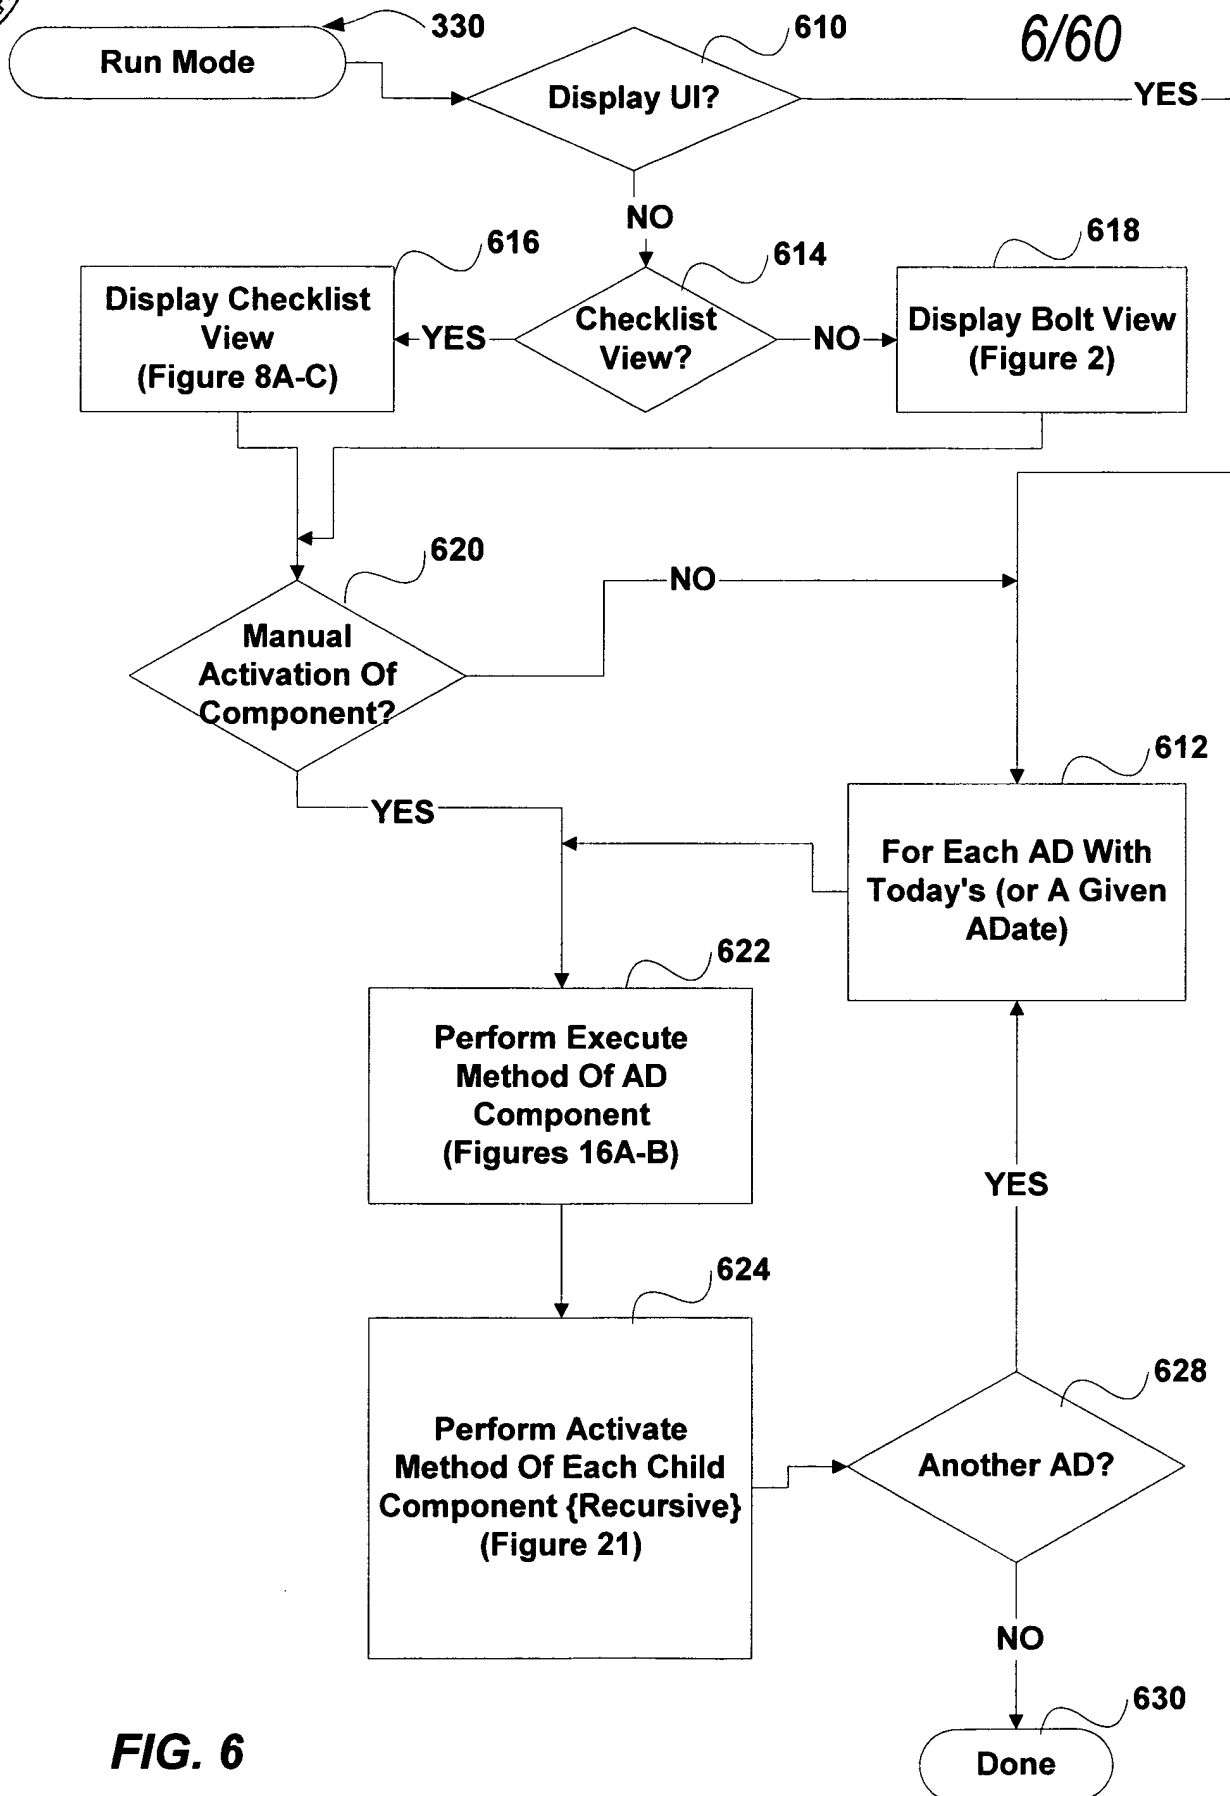 330
Run Mode
610
Display UI?
6/60
YES
NO
616
Display Checklist
View
(Figure 8A-C)
YES
614
Checklist
View?
NO
618
Display Bolt View
(Figure 2)
620
Manual
Activation Of
Component?
NO
YES
612
For Each AD With
Today's (or A Given
ADate)
622
Perform Execute
Method Of AD
Component
(Figures 16A-B)
YES
624
Perform Activate
Method Of Each Child
Component {Recursive}
(Figure 21)
628
Another AD?
NO
630
Done
FIG. 6